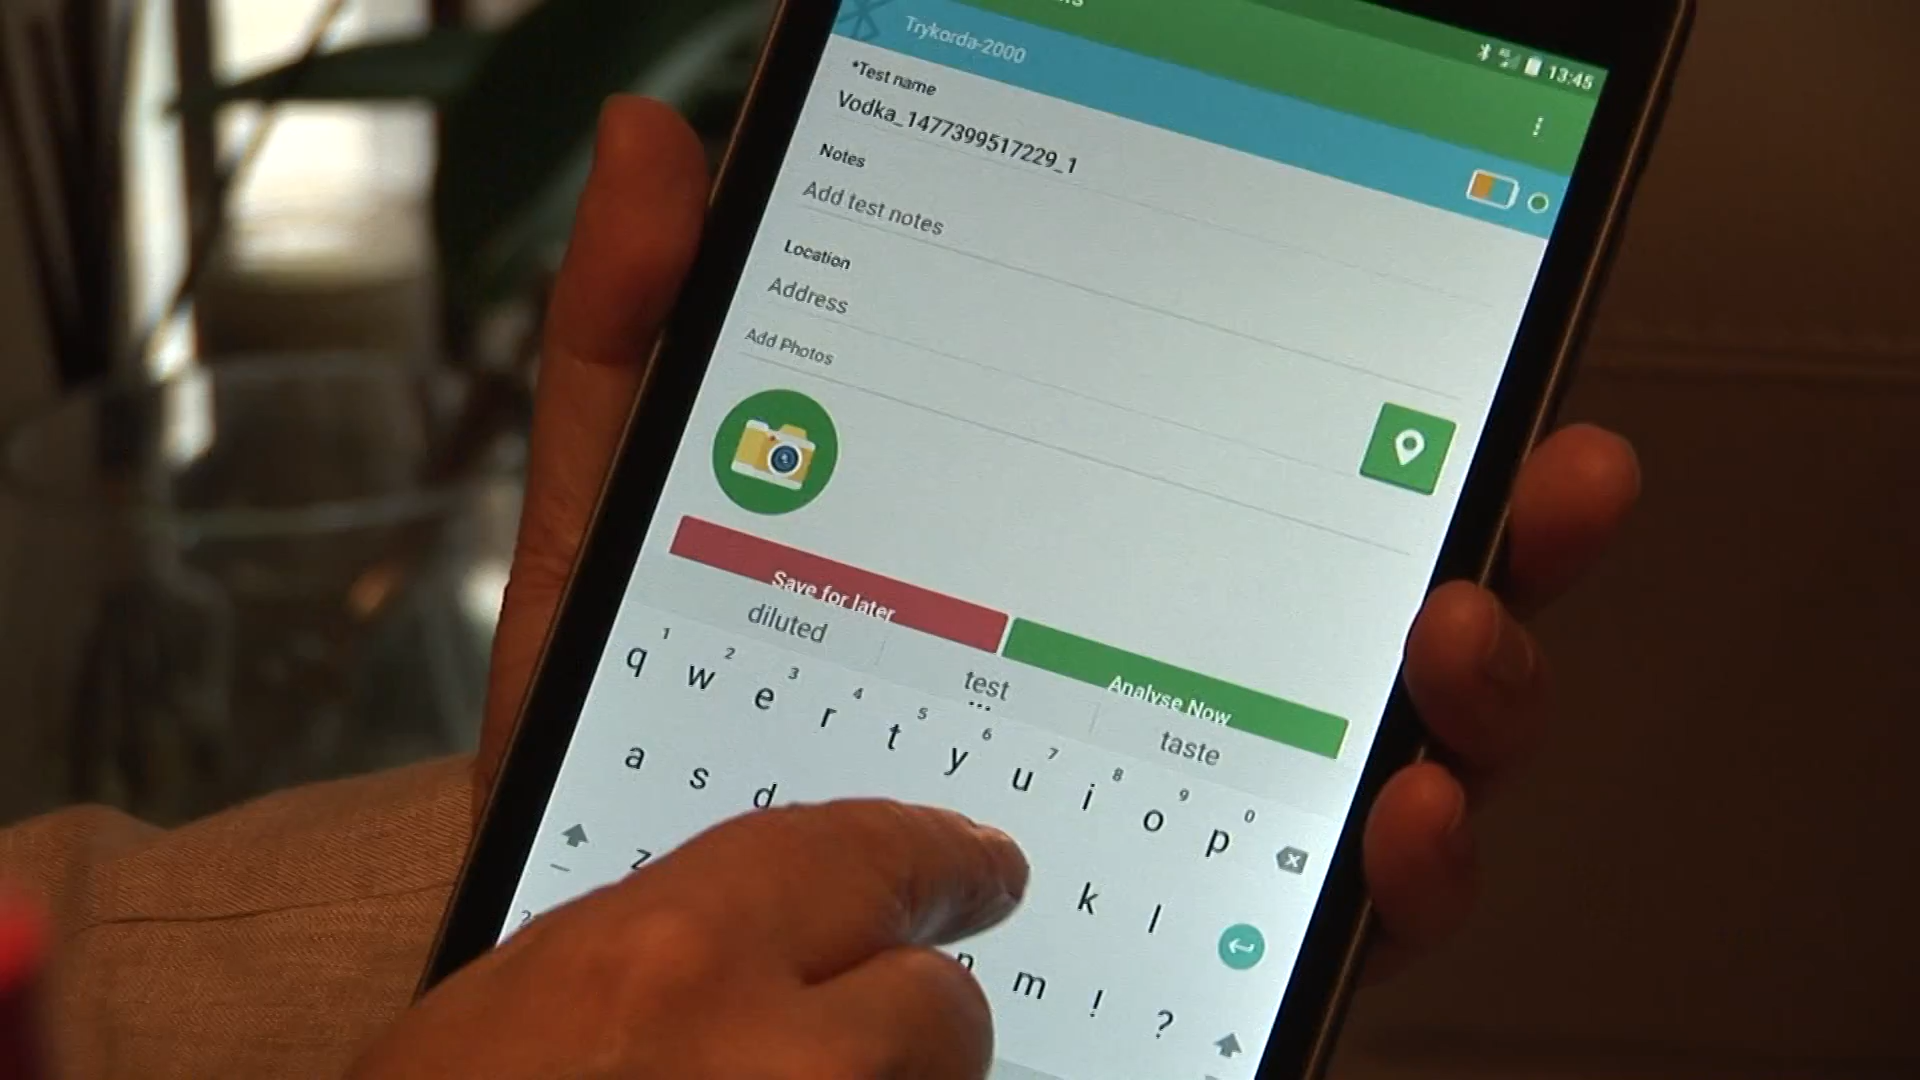 13:45
Trykorda-2000
*Test name
Vodka_1477399517229_1
Notes
Add test notes
Location
Address
Add Photos
Save for later
Analyse Now
diluted test taste
1 2 3 4 5 6 7 8 9 0
q w e r t y u i o p
a s d k l
z n m ! ?